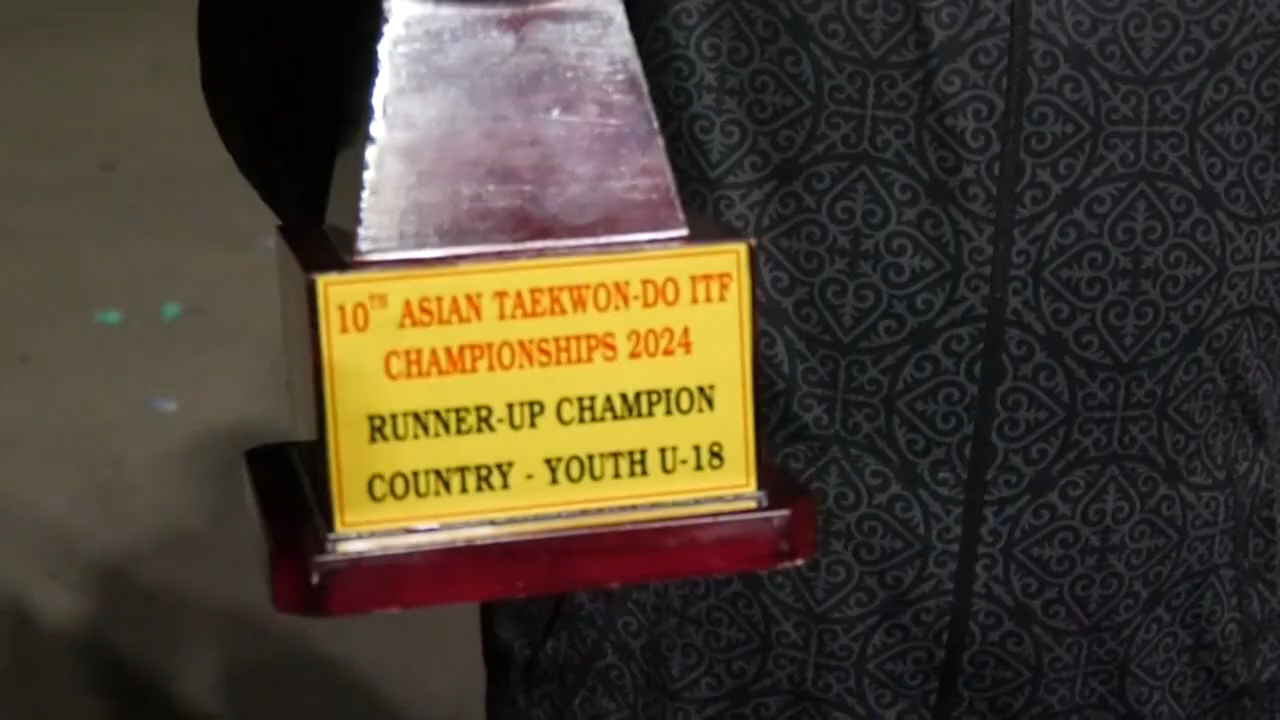 10TH ASIAN TAEKWON-DO ITF
CHAMPIONSHIPS 2024
RUNNER-UP CHAMPION
COUNTRY - YOUTH U-18